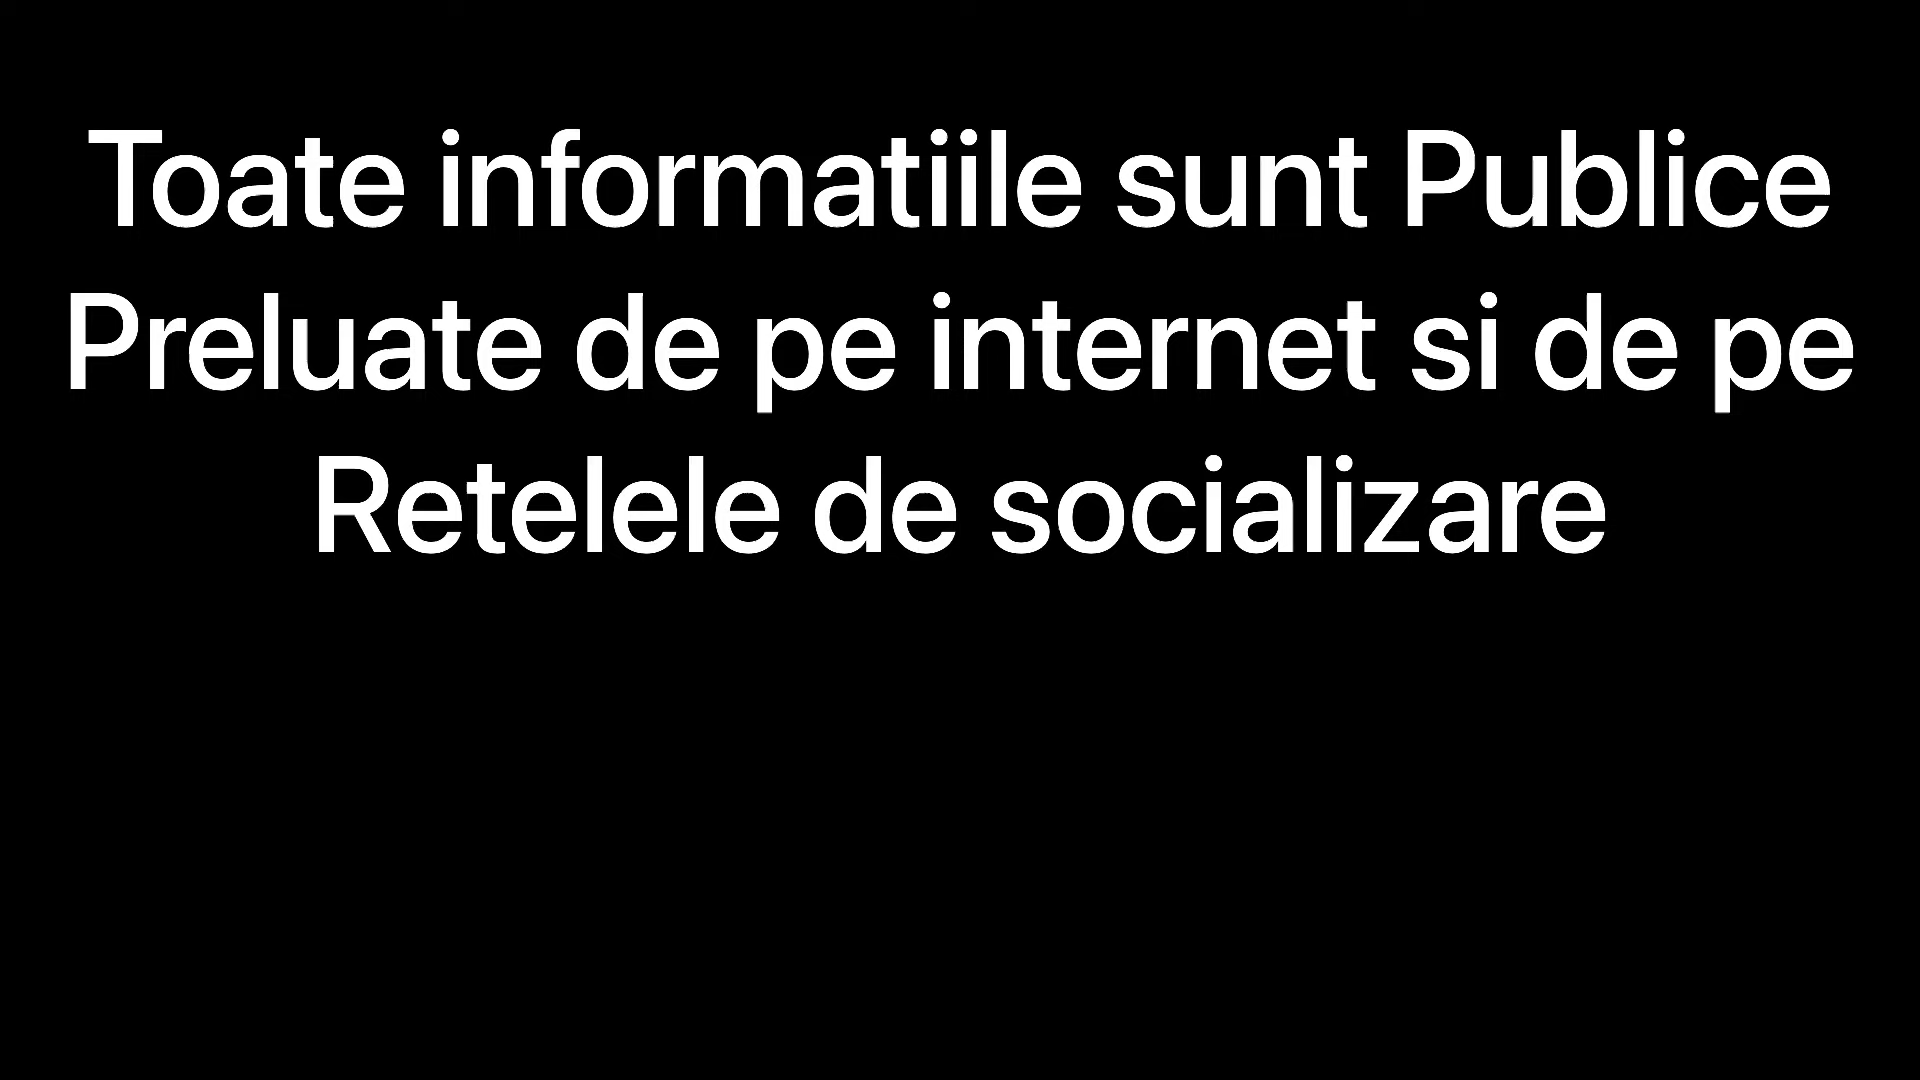 Toate informatiile sunt Publice
Preluate de pe internet si de pe
Retelele de socializare